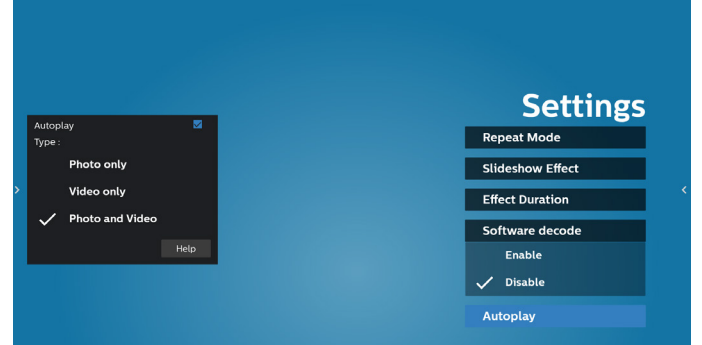 Autoplay
Type :
Photo only
Video only
Photo and Video
Help
Settings
Repeat Mode
Slideshow Effect
Effect Duration
Software decode
Enable
Disable
Autoplay